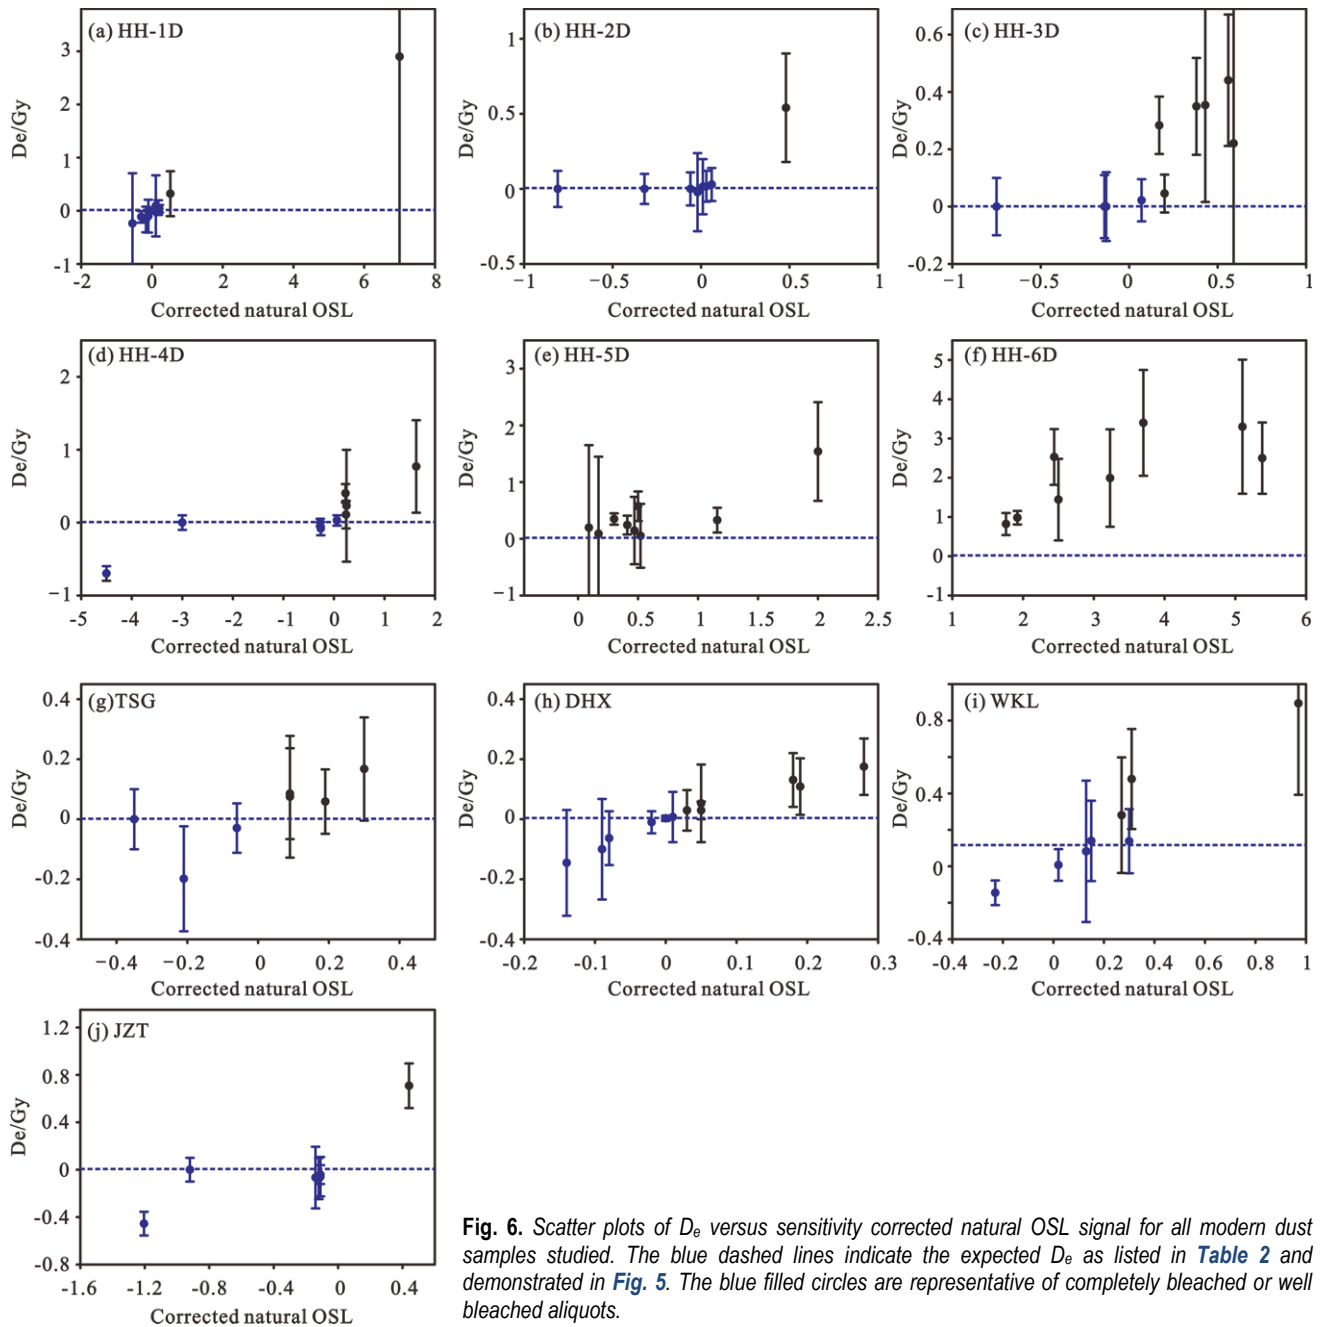 (a) HH-1D
De/Gy
3
2
1
0
-1
-2 0 2 4 6 8
Corrected natural OSL
(b) HH-2D
De/Gy
1
0.5
0
-0.5
-1 -0.5 0 0.5 1
Corrected natural OSL
(c) HH-3D
De/Gy
0.6
0.4
0.2
0
-0.2
-1 -0.5 0 0.5 1
Corrected natural OSL
(d) HH-4D
De/Gy
2
1
0
-1
-5 -4 -3 -2 -1 0 1 2
Corrected natural OSL
(e) HH-5D
De/Gy
3
2
1
0
-1
0 0.5 1 1.5 2 2.5
Corrected natural OSL
(f) HH-6D
De/Gy
5
4
3
2
1
0
-1
1 2 3 4 5 6
Corrected natural OSL
(g)TSG
De/Gy
0.4
0.2
0
-0.2
-0.4
-0.4 -0.2 0 0.2 0.4
Corrected natural OSL
(h) DHX
De/Gy
0.4
0.2
0
-0.2
-0.4
-0.2 -0.1 0 0.1 0.2 0.3
Corrected natural OSL
(i) WKL
De/Gy
0.8
0.4
0
-0.4
-0.4 -0.2 0 0.2 0.4 0.6 0.8 1
Corrected natural OSL
(j) JZT
De/Gy
1.2
0.8
0.4
0
-0.4
-0.8
-1.6 -1.2 -0.8 -0.4 0 0.4
Corrected natural OSL
Fig. 6. Scatter plots of De versus sensitivity corrected natural OSL signal for all modern dust
samples studied. The blue dashed lines indicate the expected De as listed in Table 2 and
demonstrated in Fig. 5. The blue filled circles are representative of completely bleached or well
bleached aliquots.